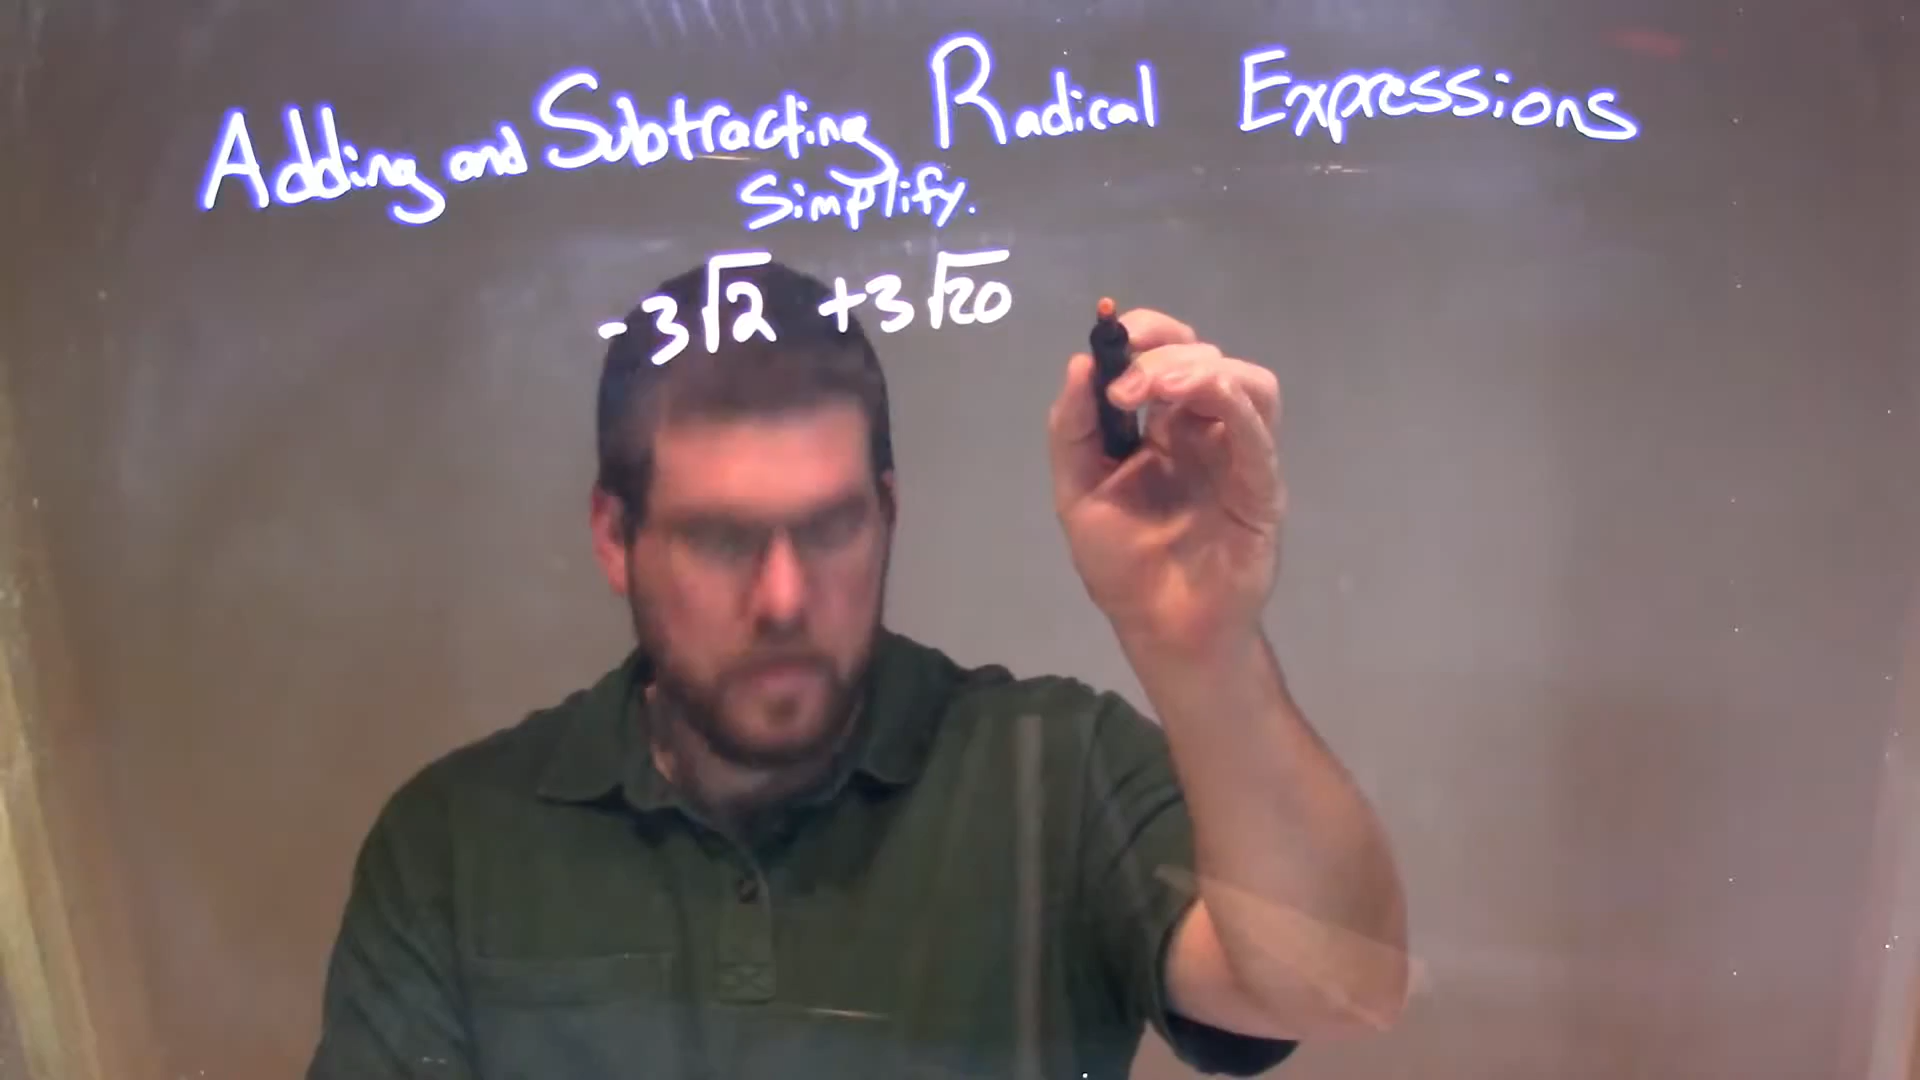 Adding and Subtracting Radical Expressions
Simplify.
-3√2 +3√20